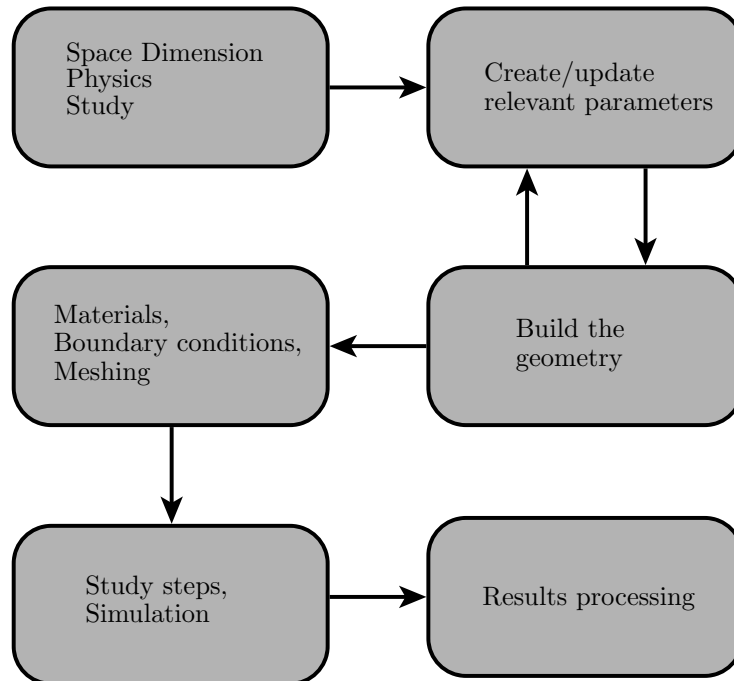 Space Dimension
Physics
Study
Create/update
relevant parameters
Materials,
Boundary conditions,
Meshing
Build the
geometry
Study steps,
Simulation
Results processing